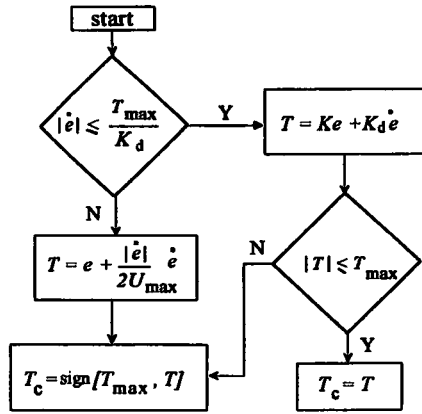 start
|ė| ≤ T_max / K_d
Y
T = Ke + K_d ė
N
T = e + |ė| / 2U_max ė
N
|T| ≤ T_max
Y
T_c = sign[T_max, T]
T_c = T